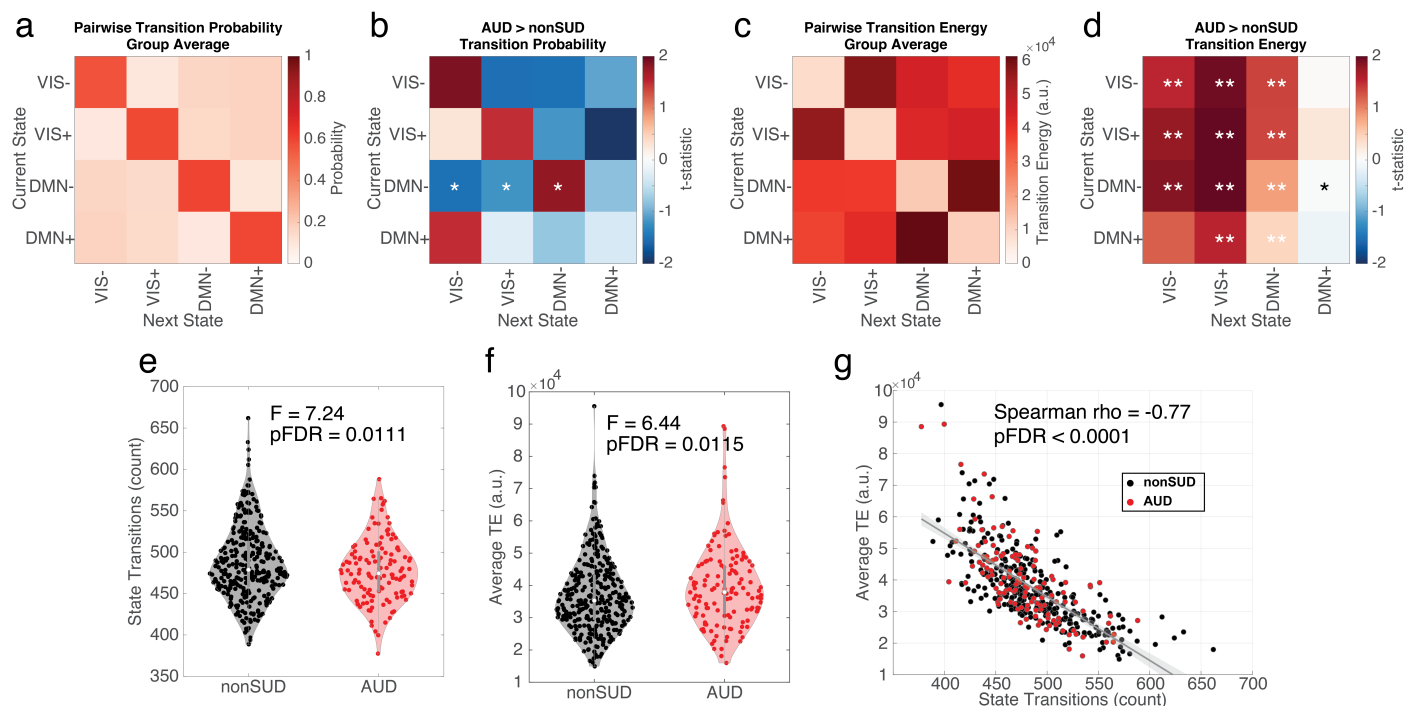 a
Pairwise Transition Probability
Group Average
VIS-
VIS+
DMN-
DMN+
Current State
VIS-
VIS+
DMN-
DMN+
Next State
1
0.8
0.6
0.4
0.2
0
Probability
b
AUD > nonSUD
Transition Probability
VIS-
VIS+
DMN-
DMN+
Current State
* * *
VIS-
VIS+
DMN-
DMN+
Next State
2
1
0
-1
-2
t-statistic
c
Pairwise Transition Energy
Group Average
VIS-
VIS+
DMN-
DMN+
Current State
VIS-
VIS+
DMN-
DMN+
Next State
×10⁴
6
5
4
3
2
1
0
Transition Energy (a.u.)
d
AUD > nonSUD
Transition Energy
VIS-
VIS+
DMN-
DMN+
Current State
** ** **
** ** **
** ** ** *
** **
VIS-
VIS+
DMN-
DMN+
Next State
2
1
0
-1
-2
t-statistic
e
700
650
600
550
500
450
400
350
State Transitions (count)
F = 7.24
pFDR = 0.0111
nonSUD
AUD
f
×10⁴
10
9
8
7
6
5
4
3
2
1
Average TE (a.u.)
F = 6.44
pFDR = 0.0115
nonSUD
AUD
g
×10⁴
10
9
8
7
6
5
4
3
2
1
Average TE (a.u.)
Spearman rho = -0.77
pFDR < 0.0001
nonSUD
AUD
400
450
500
550
600
650
700
State Transitions (count)